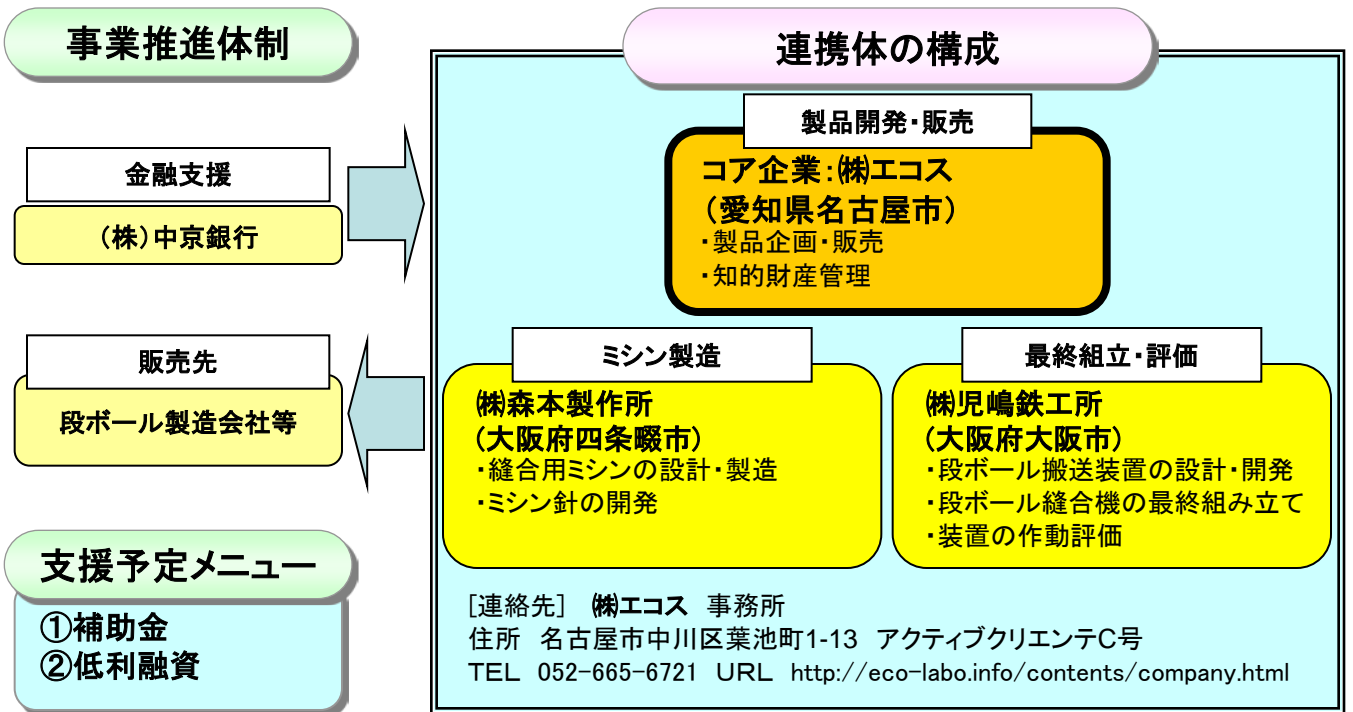 事業推進体制
金融支援
(株)中京銀行
販売先
段ボール製造会社等
支援予定メニュー
①補助金
②低利融資
連携体の構成
製品開発・販売
コア企業:㈱エコス
(愛知県名古屋市)
・製品企画・販売
・知的財産管理
ミシン製造
㈱森本製作所
(大阪府四条畷市)
・縫合用ミシンの設計・製造
・ミシン針の開発
最終組立・評価
㈱児嶋鉄工所
(大阪府大阪市)
・段ボール搬送装置の設計・開発
・段ボール縫合機の最終組み立て
・装置の作動評価
[連絡先] ㈱エコス 事務所
住所 名古屋市中川区葉池町1-13 アクティブクリエンテC号
TEL 052-665-6721 URL http://eco-labo.info/contents/company.html